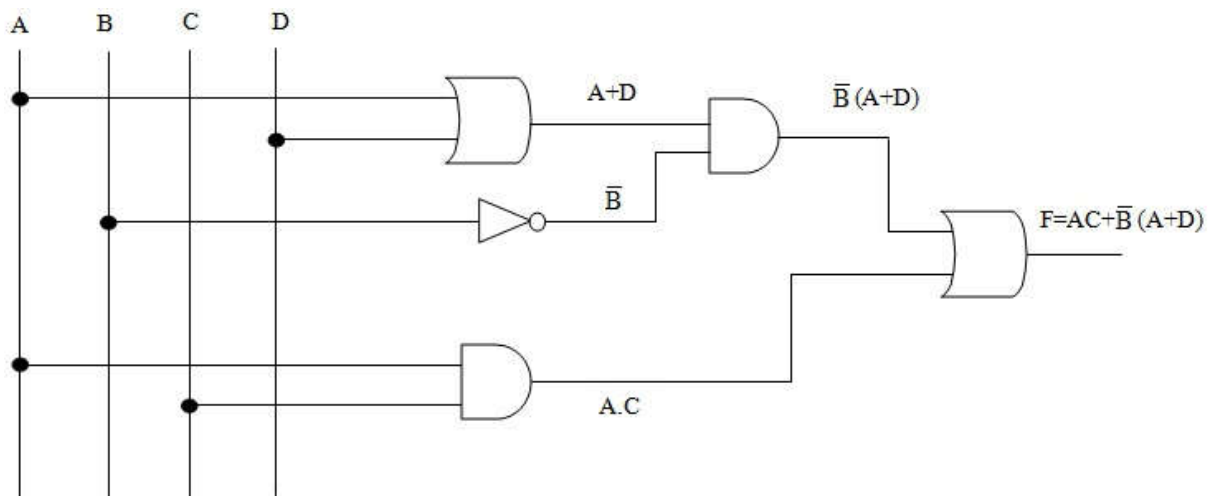 A B C D
A+D
B̅ (A+D)
B̅
F=AC+B̅ (A+D)
A.C